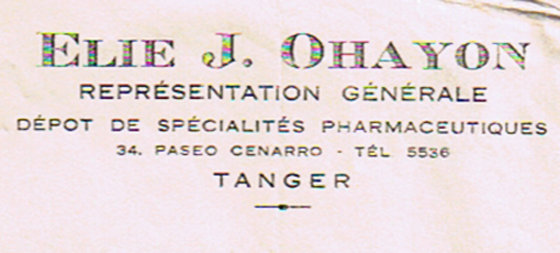 ELIE J. OHAYON
REPRÉSENTATION GÉNÉRALE
DÉPOT DE SPÉCIALITÉS PHARMACEUTIQUES
34. PASEO CENARRO - TÉL 5536
TANGER